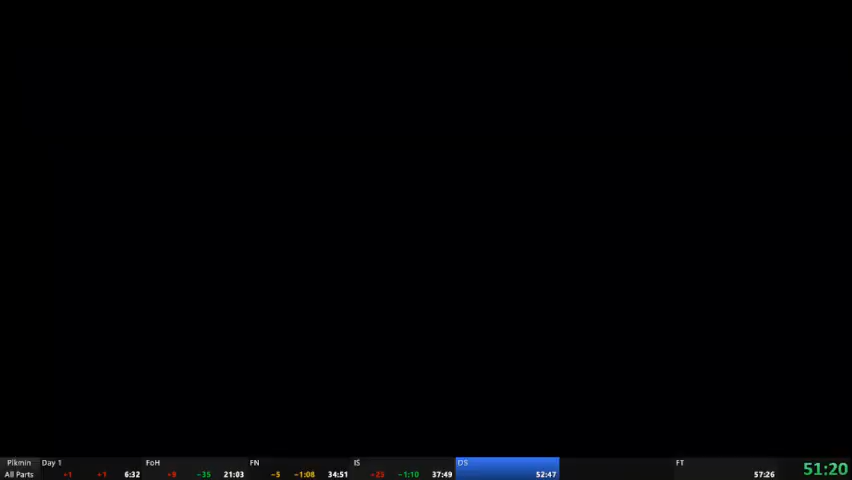 Pikmin Day 1 FoH FN IS DS FT
All Parts +1 +1 6:32 +9 −35 21:03 −5 −1:08 34:51 −25 −1:10 37:49 52:47 57:26 51:20